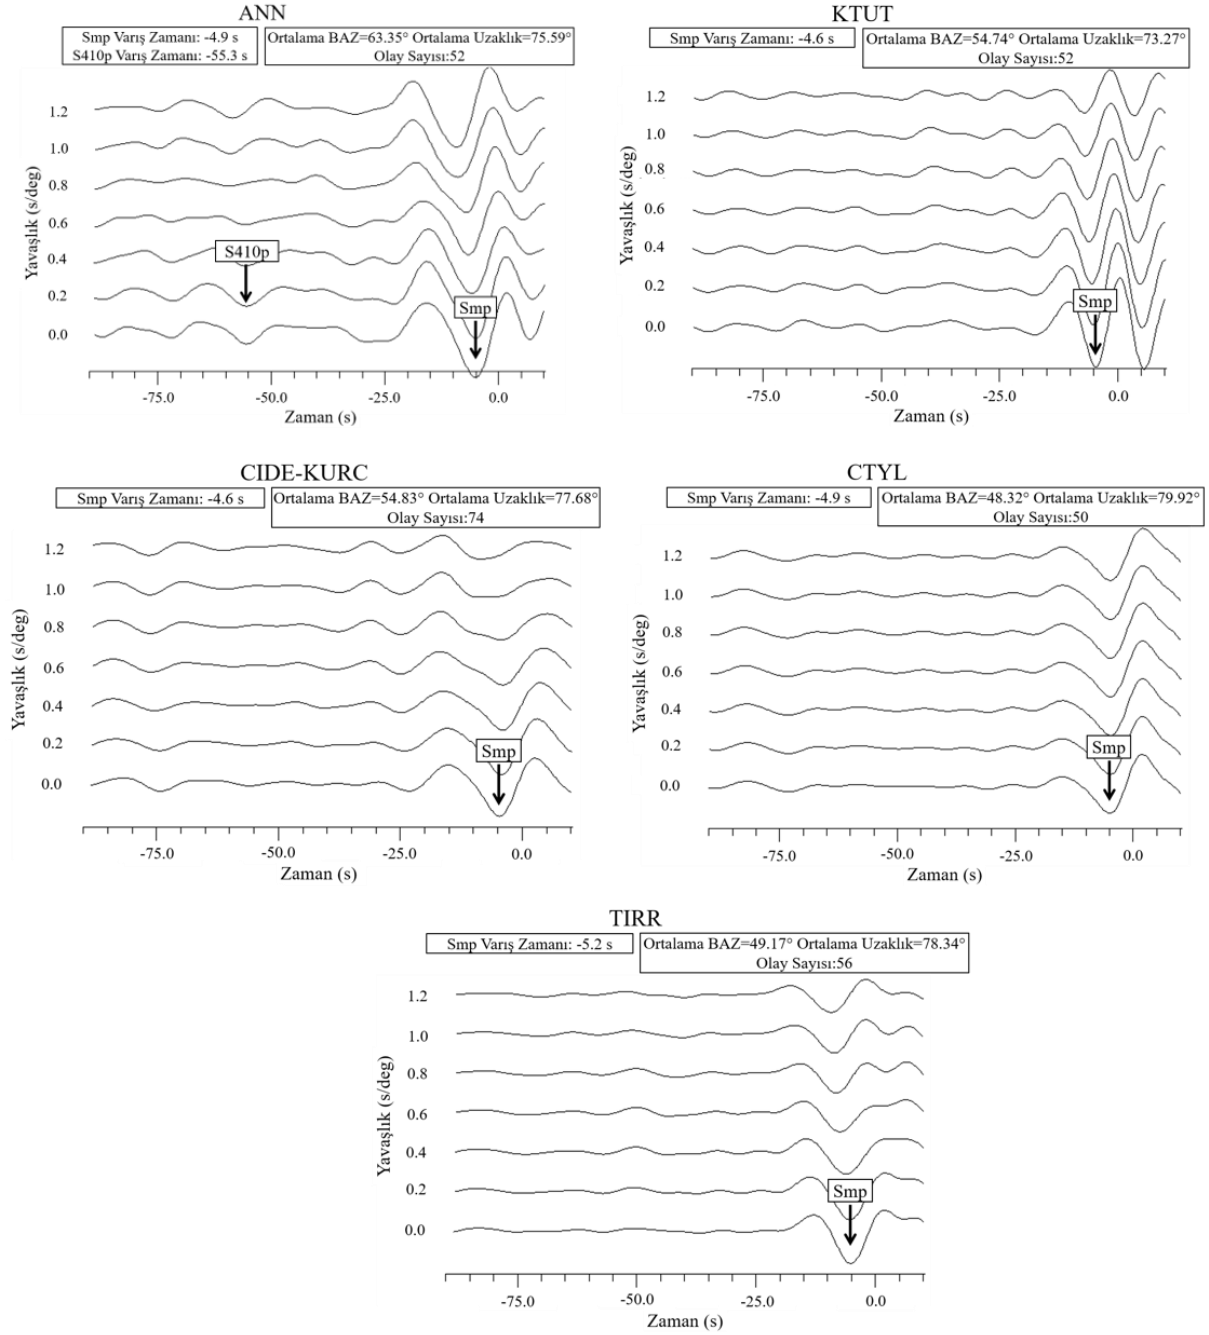 ANN
Smp Varış Zamanı: -4.9 s
S410p Varış Zamanı: -55.3 s
Ortalama BAZ=63.35° Ortalama Uzaklık=75.59°
Olay Sayısı:52
Yavaşlık (s/deg)
1.2
1.0
0.8
0.6
0.4
0.2
0.0
S410p
Smp
-75.0 -50.0 -25.0 0.0
Zaman (s)
KTUT
Smp Varış Zamanı: -4.6 s
Ortalama BAZ=54.74° Ortalama Uzaklık=73.27°
Olay Sayısı:52
Yavaşlık (s/deg)
1.2
1.0
0.8
0.6
0.4
0.2
0.0
Smp
-75.0 -50.0 -25.0 0.0
Zaman (s)
CIDE-KURC
Smp Varış Zamanı: -4.6 s
Ortalama BAZ=54.83° Ortalama Uzaklık=77.68°
Olay Sayısı:74
Yavaşlık (s/deg)
1.2
1.0
0.8
0.6
0.4
0.2
0.0
Smp
-75.0 -50.0 -25.0 0.0
Zaman (s)
CTYL
Smp Varış Zamanı: -4.9 s
Ortalama BAZ=48.32° Ortalama Uzaklık=79.92°
Olay Sayısı:50
Yavaşlık (s/deg)
1.2
1.0
0.8
0.6
0.4
0.2
0.0
Smp
-75.0 -50.0 -25.0 0.0
Zaman (s)
TIRR
Smp Varış Zamanı: -5.2 s
Ortalama BAZ=49.17° Ortalama Uzaklık=78.34°
Olay Sayısı:56
Yavaşlık (s/deg)
1.2
1.0
0.8
0.6
0.4
0.2
0.0
Smp
-75.0 -50.0 -25.0 0.0
Zaman (s)